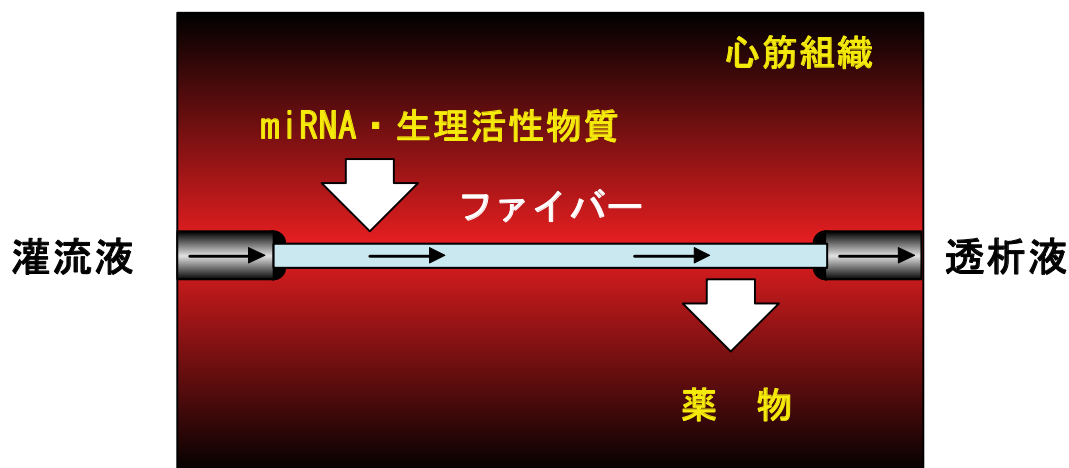 心筋組織
miRNA・生理活性物質
ファイバー
灌流液
透析液
薬　物